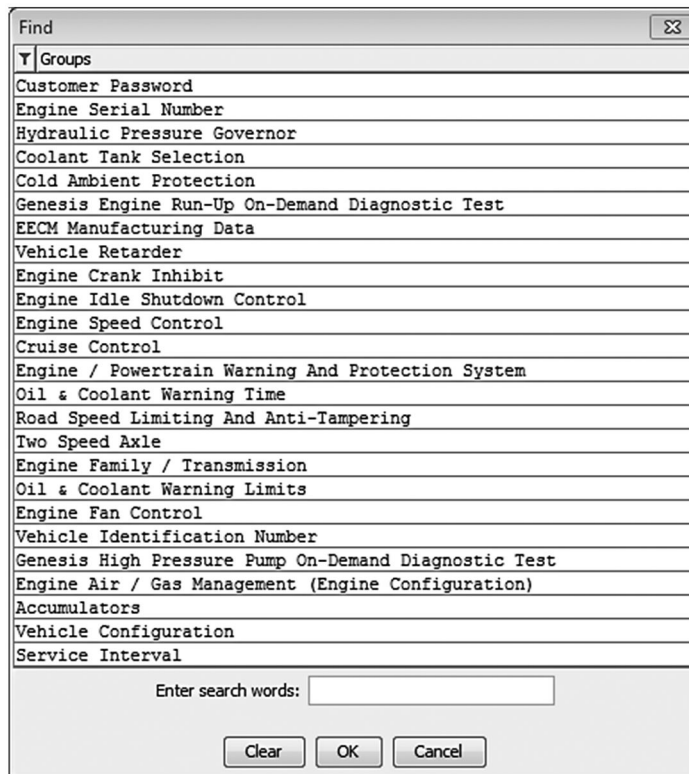 Find
Groups
Customer Password
Engine Serial Number
Hydraulic Pressure Governor
Coolant Tank Selection
Cold Ambient Protection
Genesis Engine Run-Up On-Demand Diagnostic Test
EECM Manufacturing Data
Vehicle Retarder
Engine Crank Inhibit
Engine Idle Shutdown Control
Engine Speed Control
Cruise Control
Engine / Powertrain Warning And Protection System
Oil & Coolant Warning Time
Road Speed Limiting And Anti-Tampering
Two Speed Axle
Engine Family / Transmission
Oil & Coolant Warning Limits
Engine Fan Control
Vehicle Identification Number
Genesis High Pressure Pump On-Demand Diagnostic Test
Engine Air / Gas Management (Engine Configuration)
Accumulators
Vehicle Configuration
Service Interval
Enter search words:
Clear OK Cancel